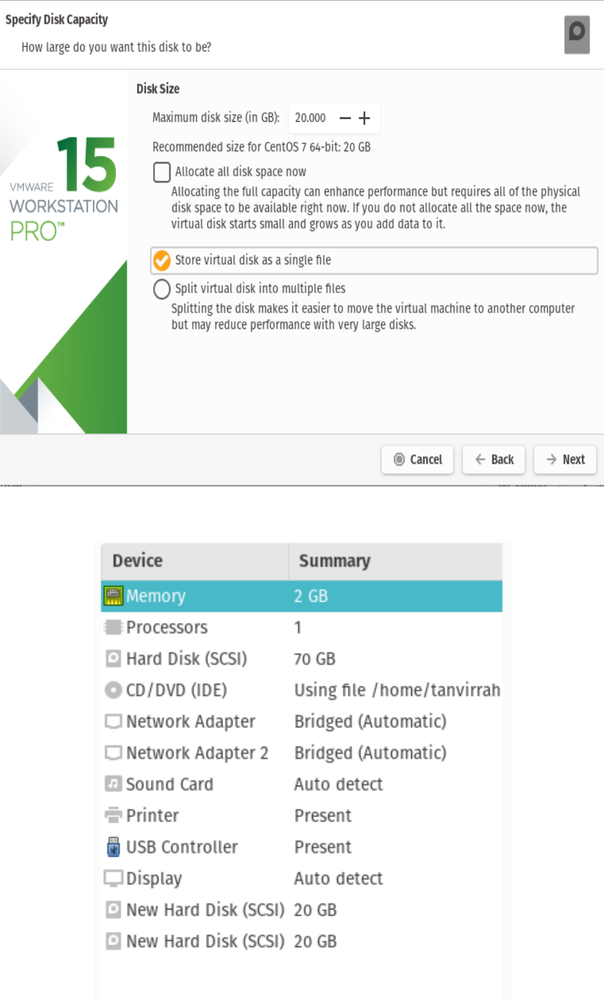 Specify Disk Capacity
How large do you want this disk to be?
Disk Size
Maximum disk size (in GB): 20.000
Recommended size for CentOS 7 64-bit: 20 GB
Allocate all disk space now
Allocating the full capacity can enhance performance but requires all of the physical
disk space to be available right now. If you do not allocate all the space now, the
virtual disk starts small and grows as you add data to it.
Store virtual disk as a single file
Split virtual disk into multiple files
Splitting the disk makes it easier to move the virtual machine to another computer
but may reduce performance with very large disks.
15
VMWARE
WORKSTATION
PRO™
Cancel Back Next
Device Summary
Memory 2 GB
Processors 1
Hard Disk (SCSI) 70 GB
CD/DVD (IDE) Using file /home/tanvirrah
Network Adapter Bridged (Automatic)
Network Adapter 2 Bridged (Automatic)
Sound Card Auto detect
Printer Present
USB Controller Present
Display Auto detect
New Hard Disk (SCSI) 20 GB
New Hard Disk (SCSI) 20 GB